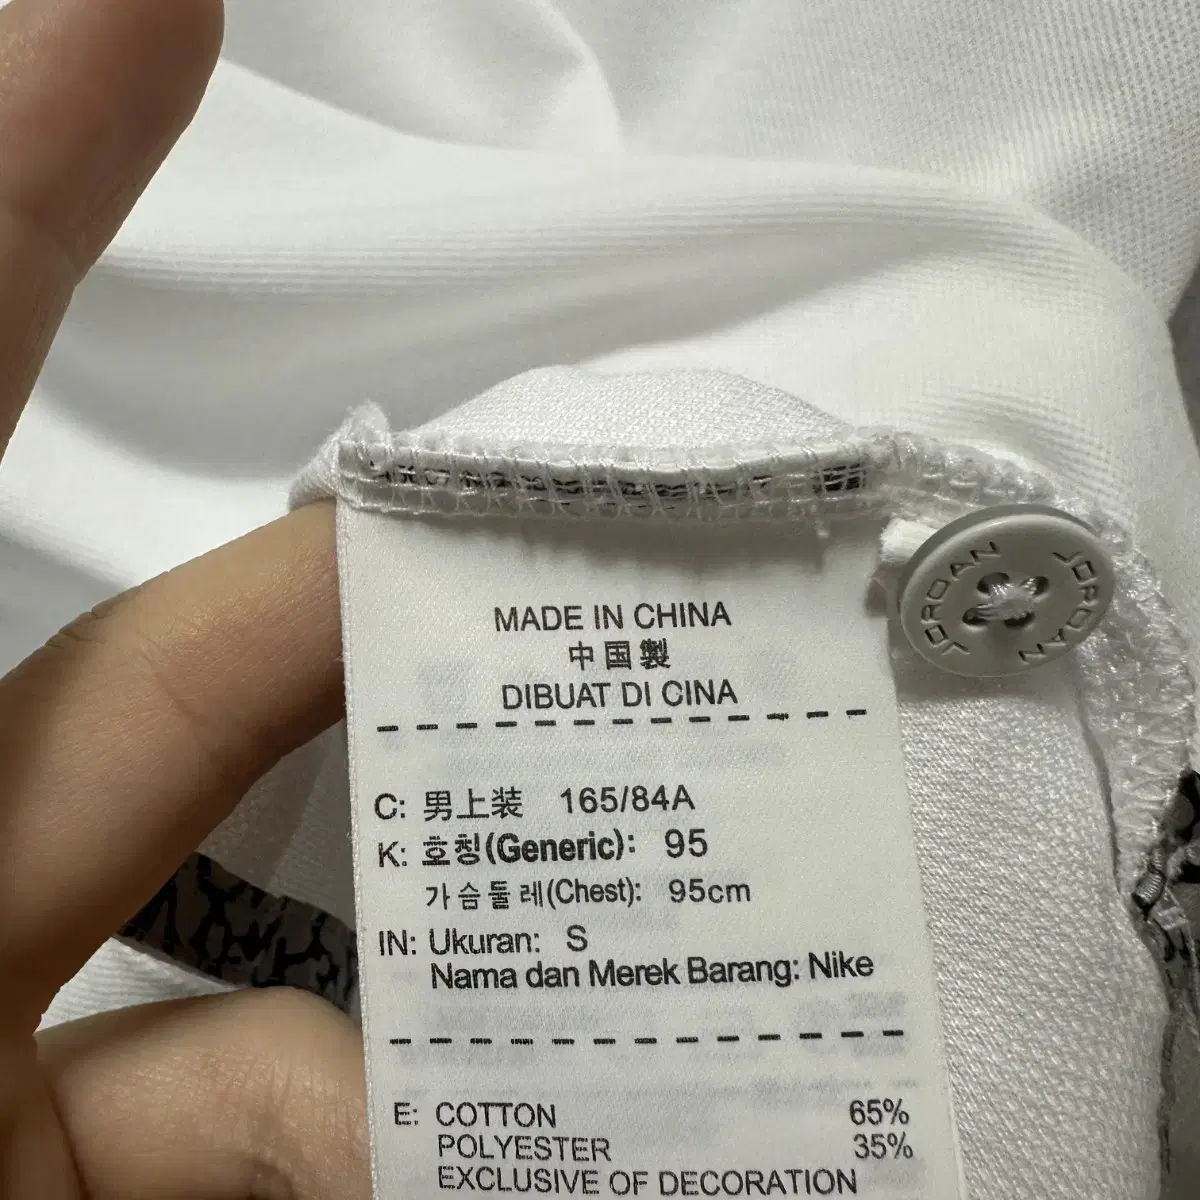 MADE IN CHINA
中国製
DIBUAT DI CINA
C: 男上装 165/84A
K: 호칭(Generic): 95
가슴둘레(Chest): 95cm
IN: Ukuran: S
Nama dan Merek Barang: Nike
E: COTTON 65%
POLYESTER 35%
EXCLUSIVE OF DECORATION
JORDAN JORDAN